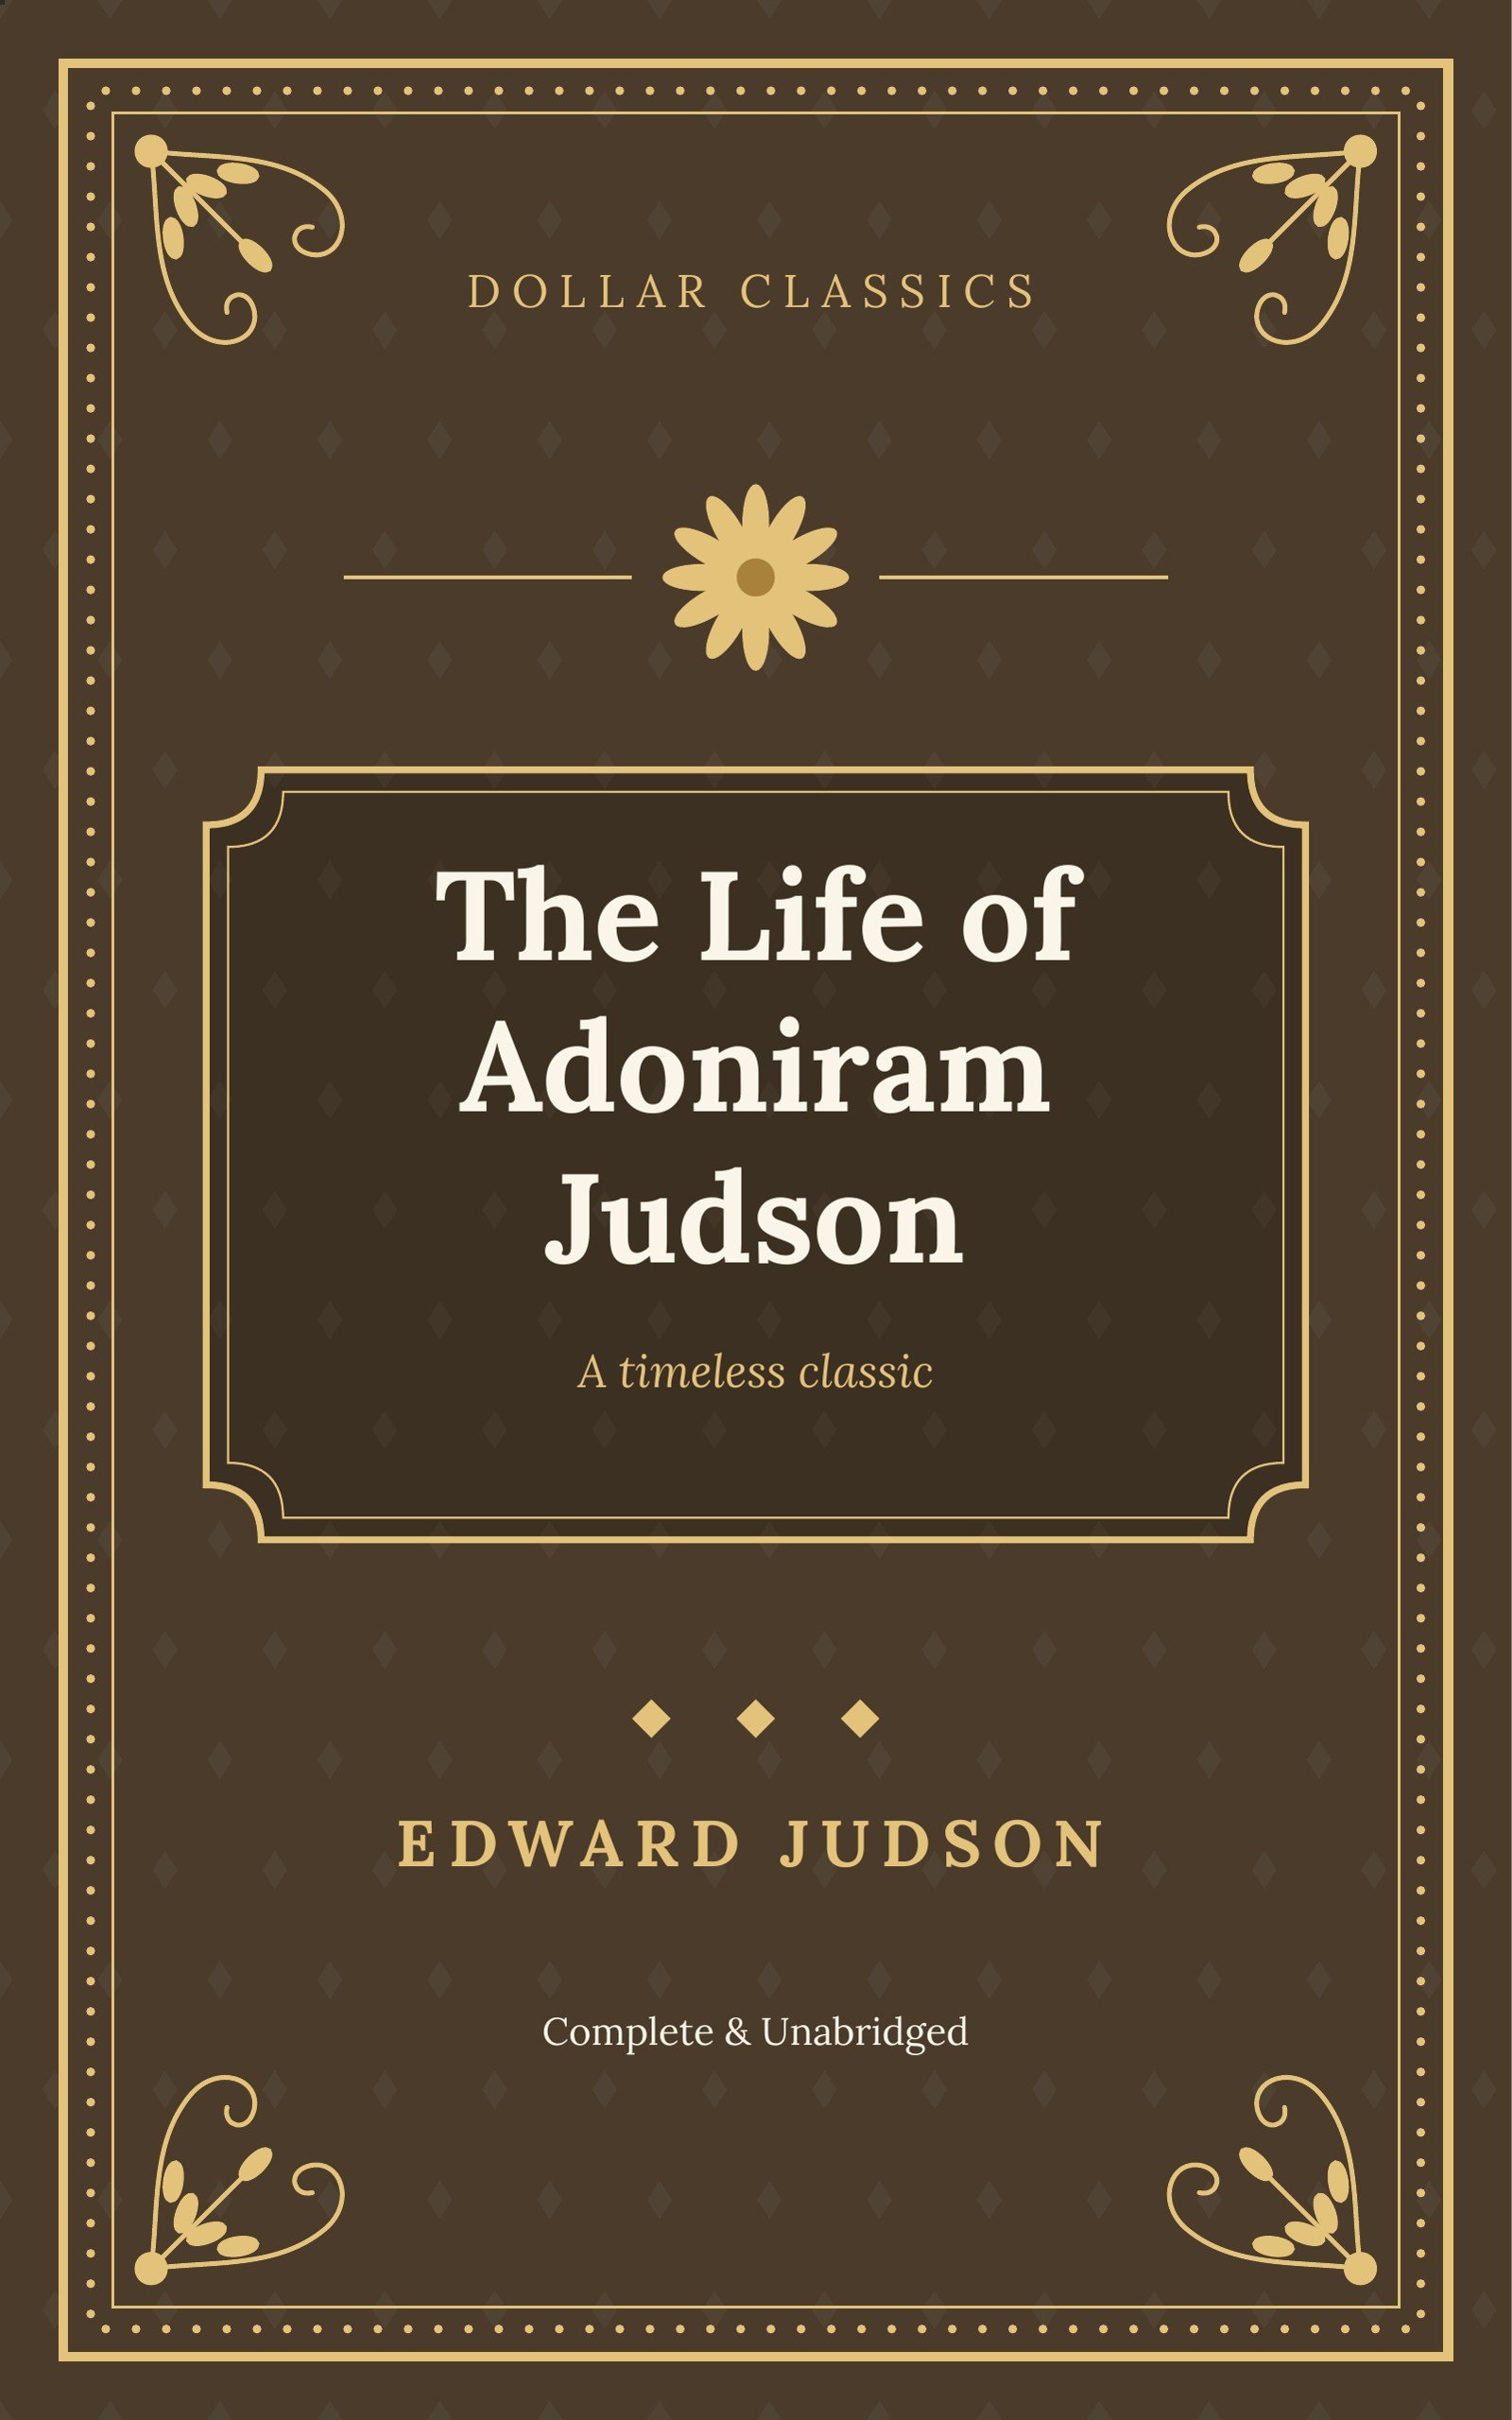 DOLLAR CLASSICS
The Life of
Adoniram
Judson
A timeless classic
EDWARD JUDSON
Complete & Unabridged